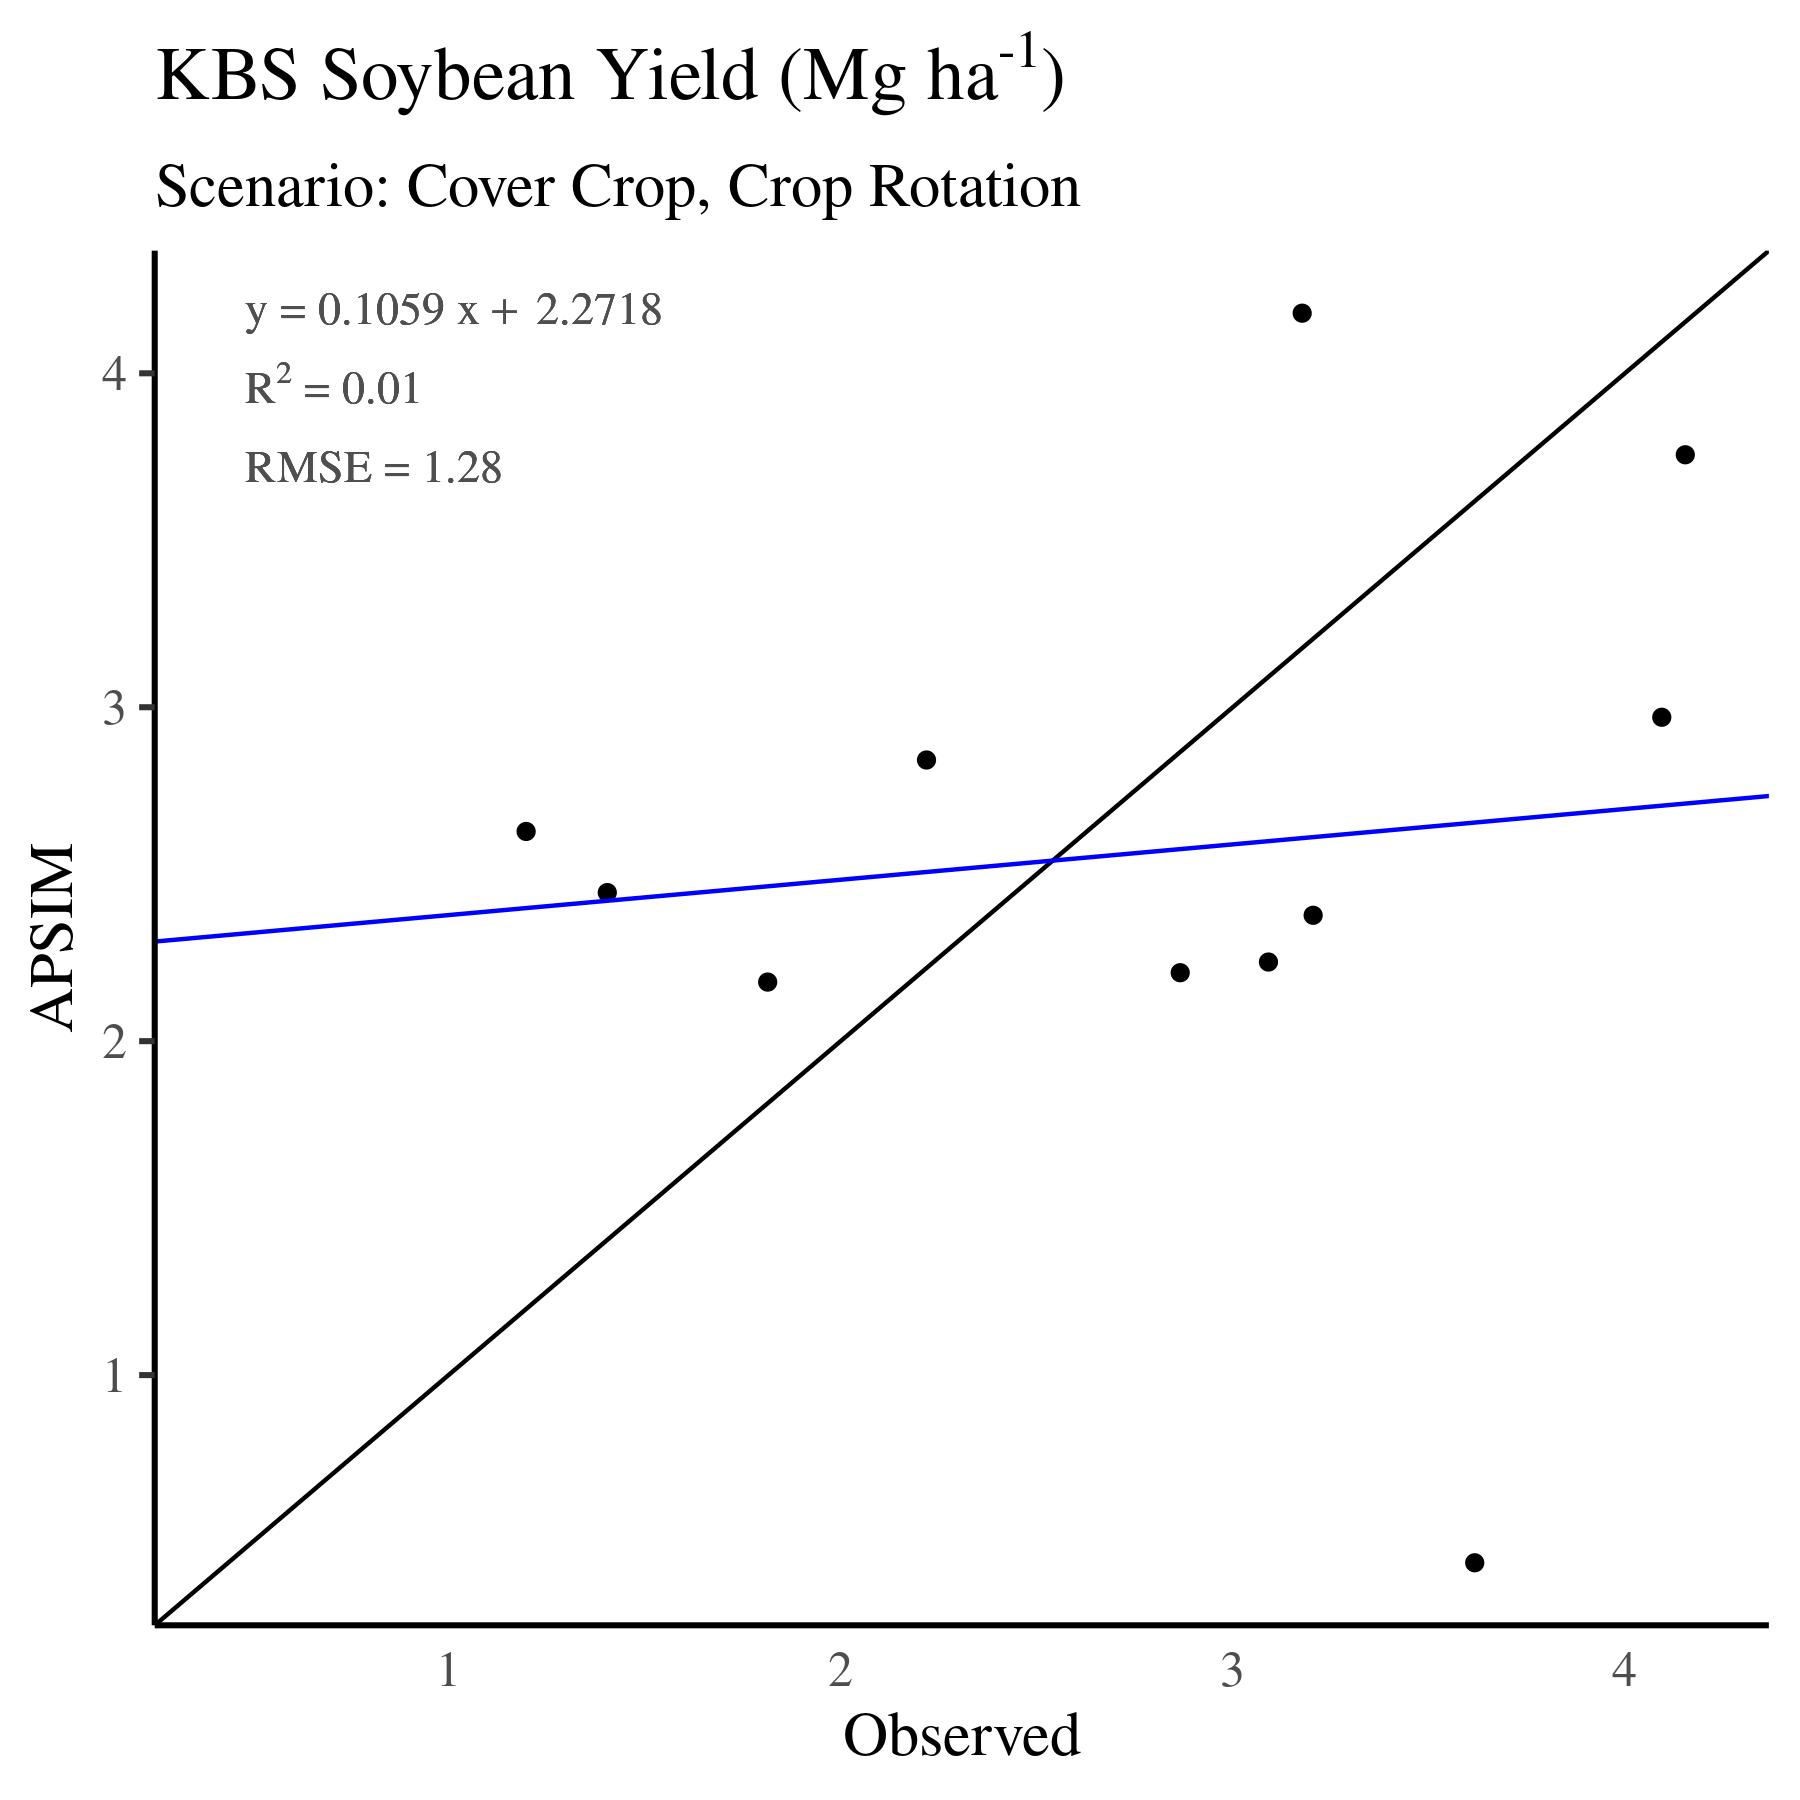 KBS Soybean Yield (Mg ha⁻¹)
Scenario: Cover Crop, Crop Rotation
y = 0.1059 x + 2.2718
R² = 0.01
RMSE = 1.28
4
3
2
1
APSIM
1 2 3 4
Observed